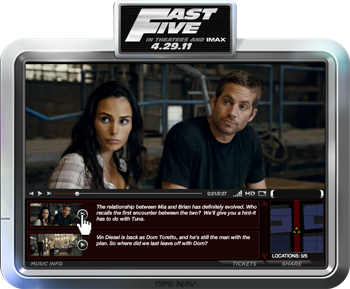 FAST
FIVE
IN THEATERS AND IMAX
4.29.11
0:21/2:27
HD
The relationship between Mia and Brian has definitely evolved. Who
recalls the first encounter between the two? We'll give you a hint-it
has to do with Tuna.
Vin Diesel is back as Dom Toretto, and he's still the man with the
plan. So where did we last leave off with Dom?
LOCATIONS: 0/5
MUSIC INFO
TICKETS
SHARE
GPS NAV